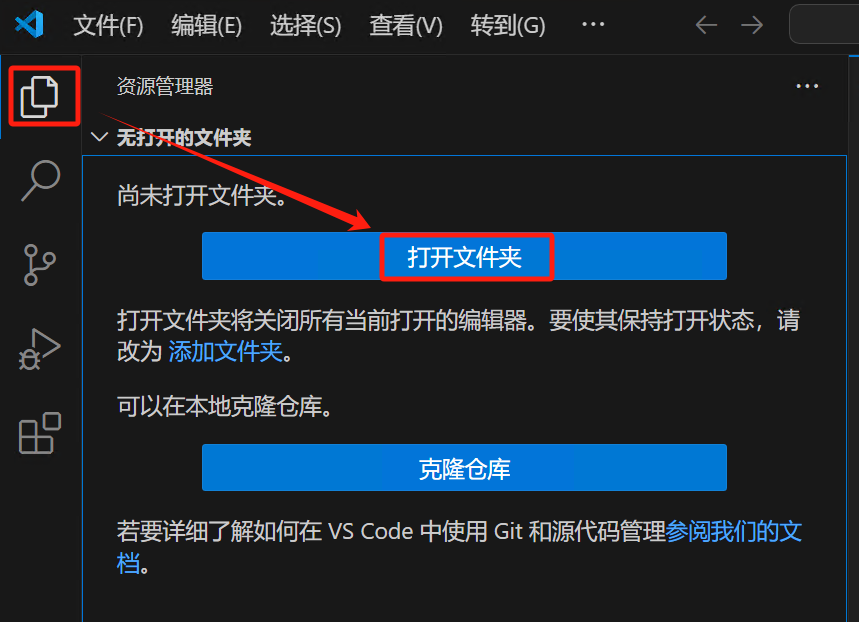 文件(F) 编辑(E) 选择(S) 查看(V) 转到(G) ···
资源管理器 ···
无打开的文件夹
尚未打开文件夹。
打开文件夹
打开文件夹将关闭所有当前打开的编辑器。要使其保持打开状态，请
改为 添加文件夹。
可以在本地克隆仓库。
克隆仓库
若要详细了解如何在 VS Code 中使用 Git 和源代码管理参阅我们的文
档。